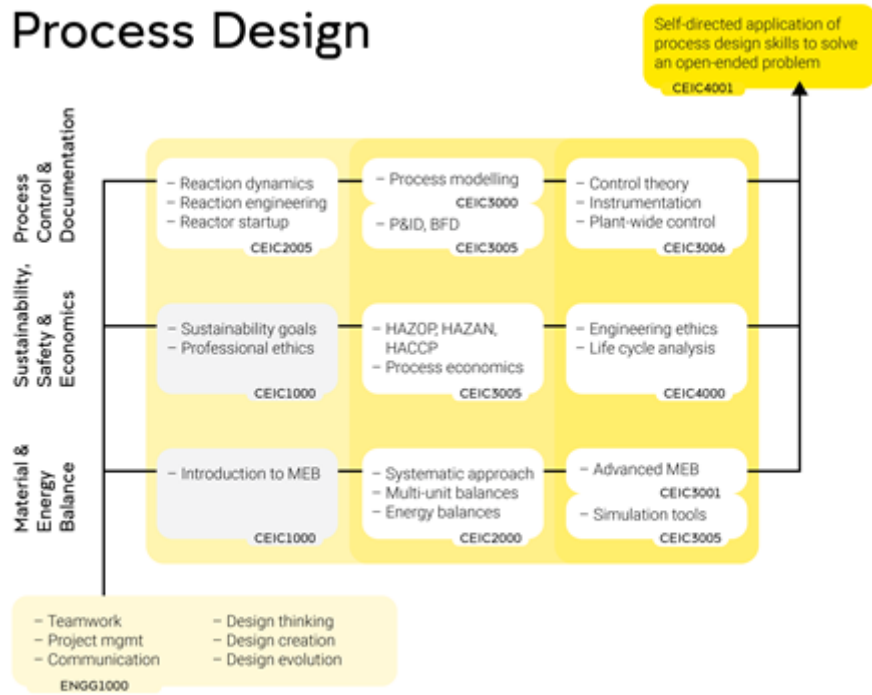 Process Design
Self-directed application of
process design skills to solve
an open-ended problem
CEIC4001
Process
Control &
Documentation
– Reaction dynamics
– Reaction engineering
– Reactor startup
CEIC2005
– Process modelling
CEIC3000
– P&ID, BFD
CEIC3005
– Control theory
– Instrumentation
– Plant-wide control
CEIC3006
Sustainability,
Safety &
Economics
– Sustainability goals
– Professional ethics
CEIC1000
– HAZOP, HAZAN,
HACCP
– Process economics
CEIC3005
– Engineering ethics
– Life cycle analysis
CEIC4000
Material &
Energy
Balance
– Introduction to MEB
CEIC1000
– Systematic approach
– Multi-unit balances
– Energy balances
CEIC2000
– Advanced MEB
CEIC3001
– Simulation tools
CEIC3005
– Teamwork
– Project mgmt
– Communication
– Design thinking
– Design creation
– Design evolution
ENGG1000